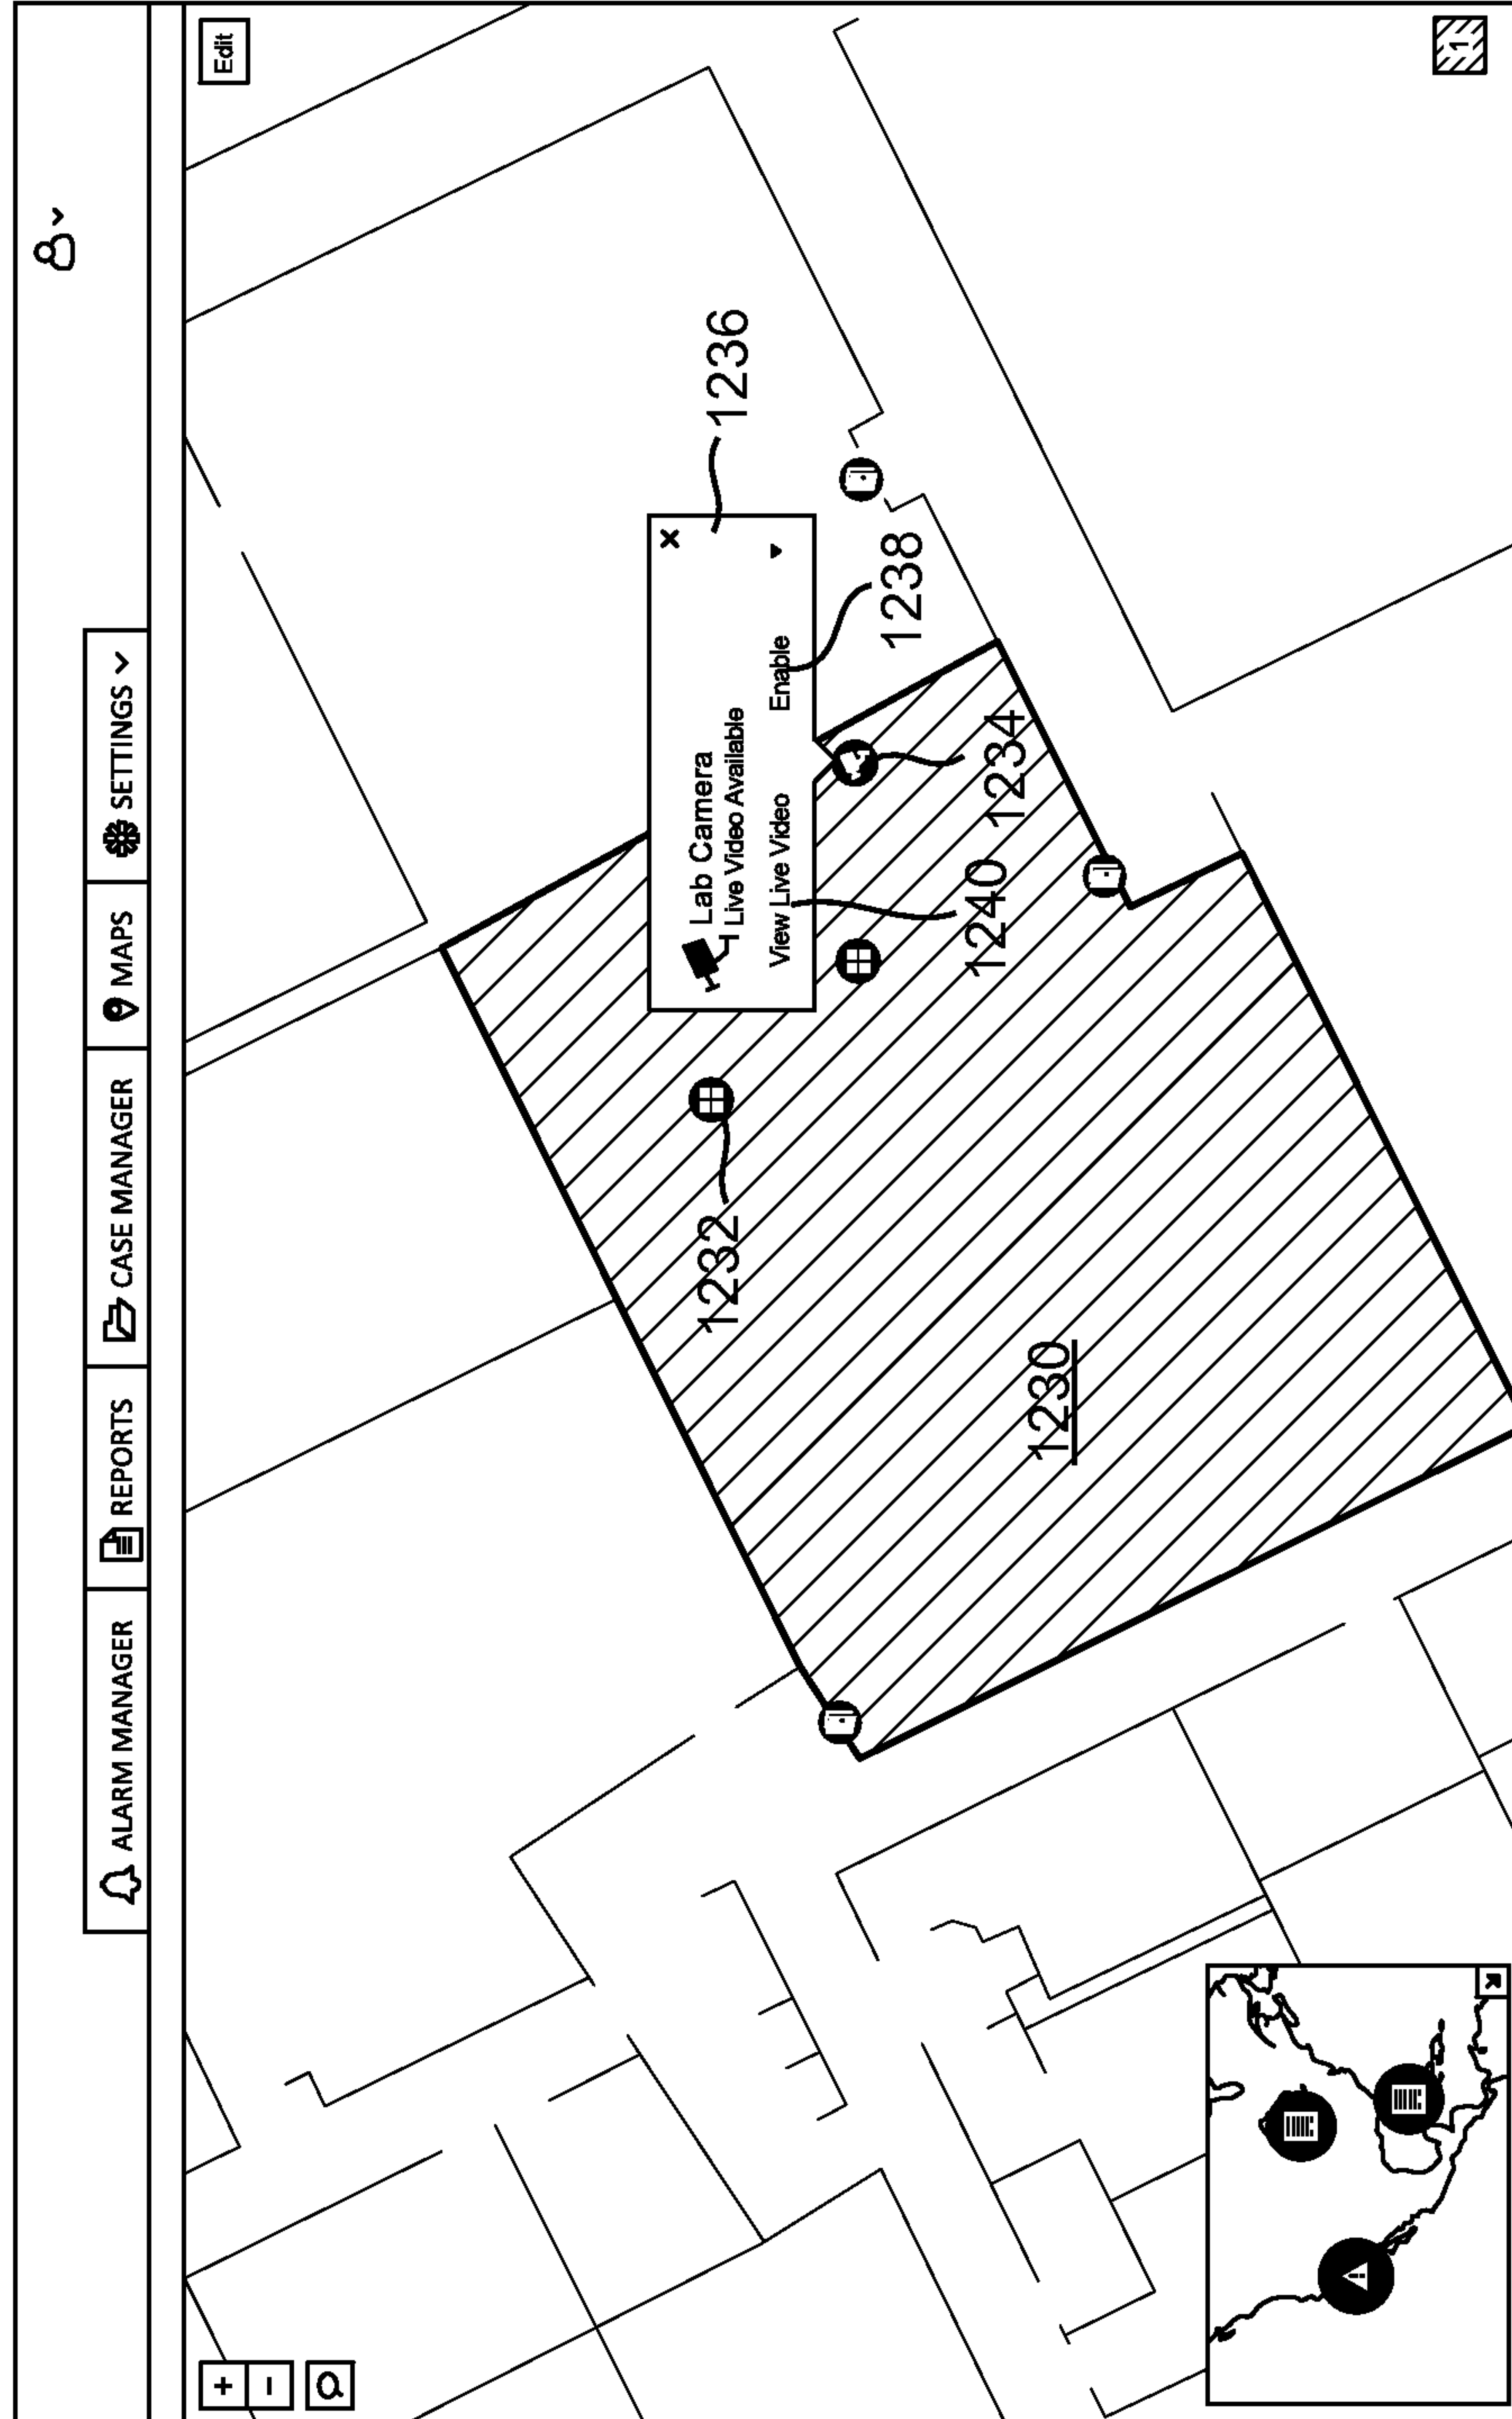 ALARM MANAGER
REPORTS
CASE MANAGER
MAPS
SETTINGS
+
-
Edit
Lab Camera
Live Video Available
View Live Video
Enable
1236
1238
1232
1240
1234
1230
1